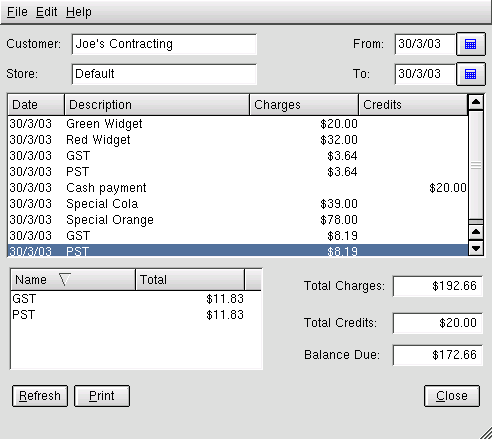 File Edit Help
Customer: Joe's Contracting From: 30/3/03
Store: Default To: 30/3/03
Date Description Charges Credits
30/3/03 Green Widget $20.00
30/3/03 Red Widget $32.00
30/3/03 GST $3.64
30/3/03 PST $3.64
30/3/03 Cash payment $20.00
30/3/03 Special Cola $39.00
30/3/03 Special Orange $78.00
30/3/03 GST $8.19
30/3/03 PST $8.19
Name Total
GST $11.83
PST $11.83
Total Charges: $192.66
Total Credits: $20.00
Balance Due: $172.66
Refresh Print Close